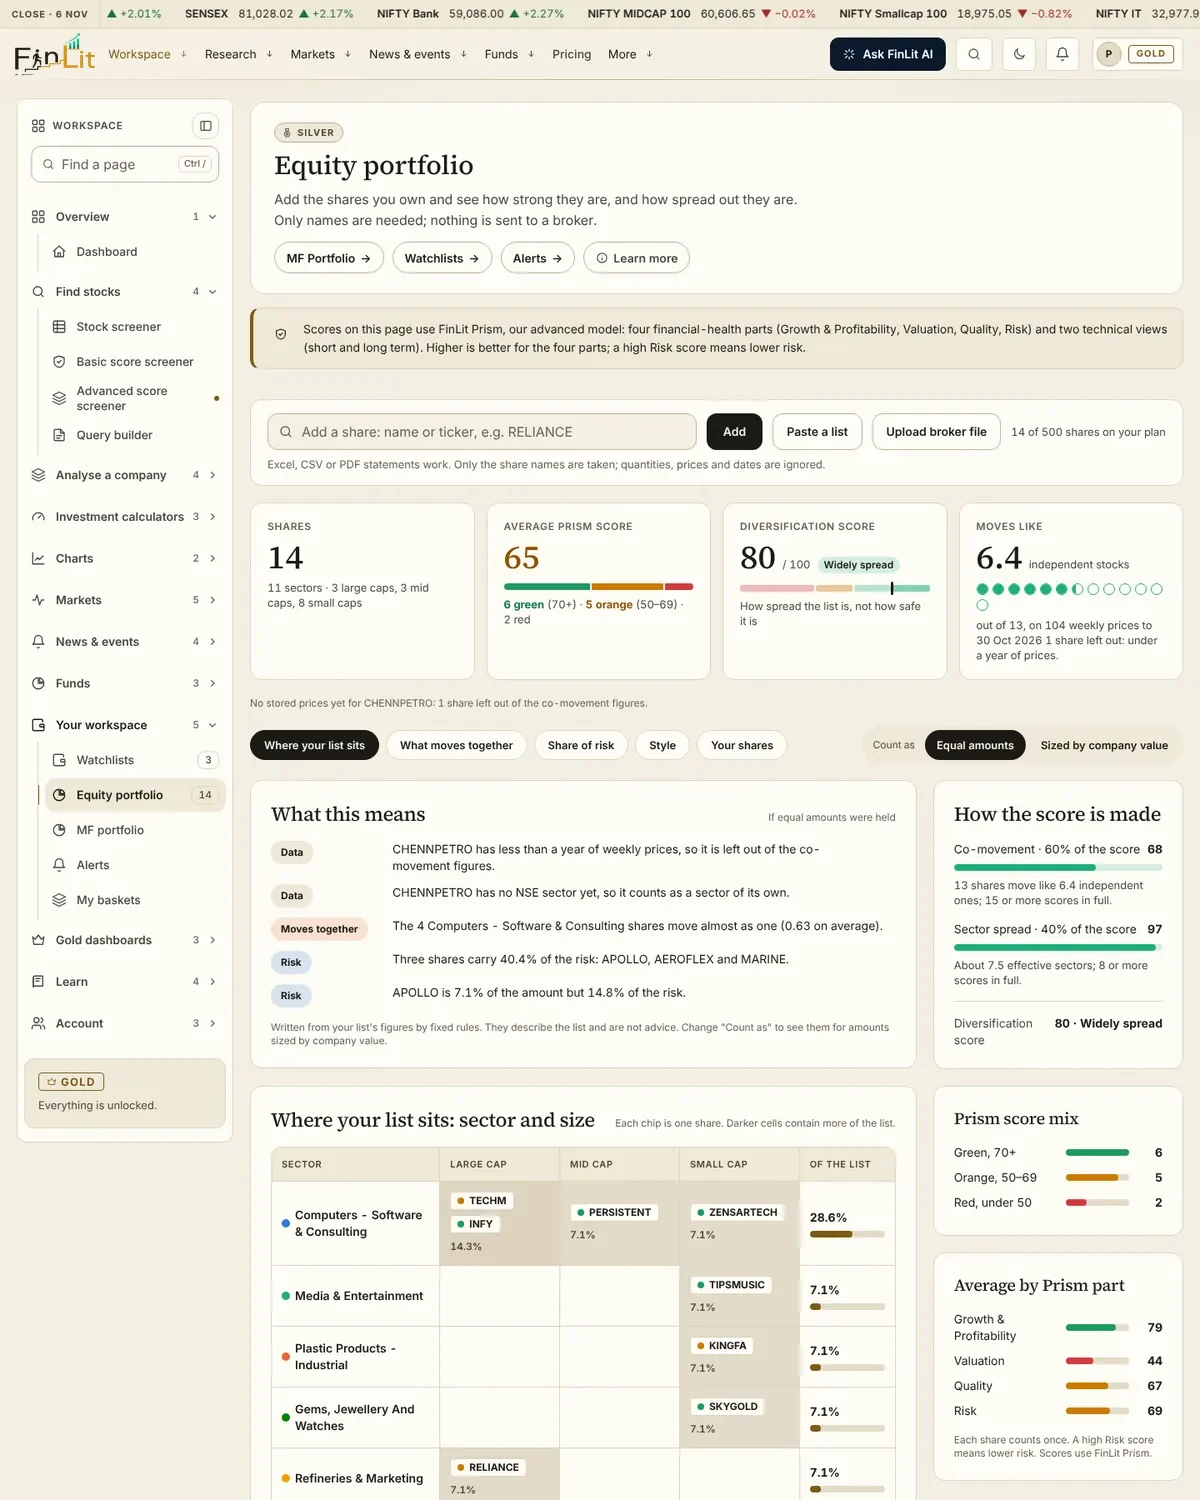 CLOSE · 6 NOV ▲ +2.01% SENSEX 81,028.02 ▲ +2.17% NIFTY Bank 59,086.00 ▲ +2.27% NIFTY MIDCAP 100 60,606.65 ▼ −0.02% NIFTY Smallcap 100 18,975.05 ▼ −0.82% NIFTY IT 32,977.9
FinLit Workspace Research Markets News & events Funds Pricing More Ask FinLit AI P GOLD
WORKSPACE
Find a page Ctrl /
Overview 1
Dashboard
Find stocks 4
Stock screener
Basic score screener
Advanced score
screener
Query builder
Analyse a company 4
Investment calculators 3
Charts 2
Markets 5
News & events 4
Funds 3
Your workspace 5
Watchlists 3
Equity portfolio 14
MF portfolio
Alerts
My baskets
Gold dashboards 3
Learn 4
Account 3
GOLD
Everything is unlocked.
SILVER
Equity portfolio
Add the shares you own and see how strong they are, and how spread out they are.
Only names are needed; nothing is sent to a broker.
MF Portfolio → Watchlists → Alerts → Learn more
Scores on this page use FinLit Prism, our advanced model: four financial-health parts (Growth & Profitability, Valuation, Quality, Risk) and two technical views
(short and long term). Higher is better for the four parts; a high Risk score means lower risk.
Add a share: name or ticker, e.g. RELIANCE Add Paste a list Upload broker file 14 of 500 shares on your plan
Excel, CSV or PDF statements work. Only the share names are taken; quantities, prices and dates are ignored.
SHARES
14
11 sectors · 3 large caps, 3 mid
caps, 8 small caps
AVERAGE PRISM SCORE
65
6 green (70+) · 5 orange (50–69) ·
2 red
DIVERSIFICATION SCORE
80 / 100 Widely spread
How spread the list is, not how safe
it is
MOVES LIKE
6.4 independent stocks
out of 13, on 104 weekly prices to
30 Oct 2026 1 share left out: under
a year of prices.
No stored prices yet for CHENNPETRO: 1 share left out of the co-movement figures.
Where your list sits What moves together Share of risk Style Your shares Count as Equal amounts Sized by company value
What this means If equal amounts were held
Data CHENNPETRO has less than a year of weekly prices, so it is left out of the co-
movement figures.
Data CHENNPETRO has no NSE sector yet, so it counts as a sector of its own.
Moves together The 4 Computers - Software & Consulting shares move almost as one (0.63 on average).
Risk Three shares carry 40.4% of the risk: APOLLO, AEROFLEX and MARINE.
Risk APOLLO is 7.1% of the amount but 14.8% of the risk.
Written from your list's figures by fixed rules. They describe the list and are not advice. Change "Count as" to see them for amounts
sized by company value.
How the score is made
Co-movement · 60% of the score 68
13 shares move like 6.4 independent
ones; 15 or more scores in full.
Sector spread · 40% of the score 97
About 7.5 effective sectors; 8 or more
scores in full.
Diversification 80 · Widely spread
score
Where your list sits: sector and size Each chip is one share. Darker cells contain more of the list.
SECTOR LARGE CAP MID CAP SMALL CAP OF THE LIST
Computers - Software
& Consulting
TECHM
INFY
14.3%
PERSISTENT
7.1%
ZENSARTECH
7.1%
28.6%
Media & Entertainment
TIPSMUSIC
7.1%
7.1%
Plastic Products -
Industrial
KINGFA
7.1%
7.1%
Gems, Jewellery And
Watches
SKYGOLD
7.1%
7.1%
Refineries & Marketing
RELIANCE
7.1%
7.1%
Prism score mix
Green, 70+ 6
Orange, 50–69 5
Red, under 50 2
Average by Prism part
Growth &
Profitability 79
Valuation 44
Quality 67
Risk 69
Each share counts once. A high Risk score
means lower risk. Scores use FinLit Prism.